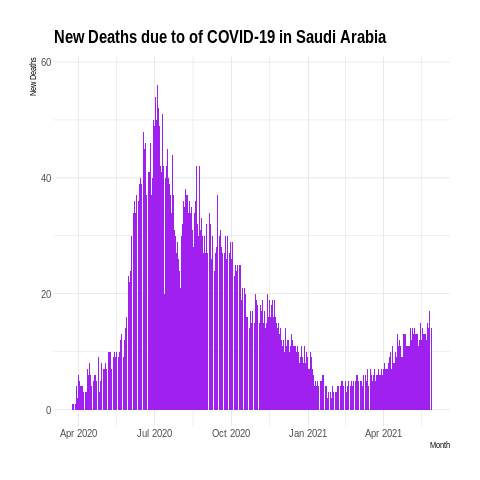 New Deaths due to of COVID-19 in Saudi Arabia
New Deaths
60
40
20
0
Apr 2020 Jul 2020 Oct 2020 Jan 2021 Apr 2021
Month